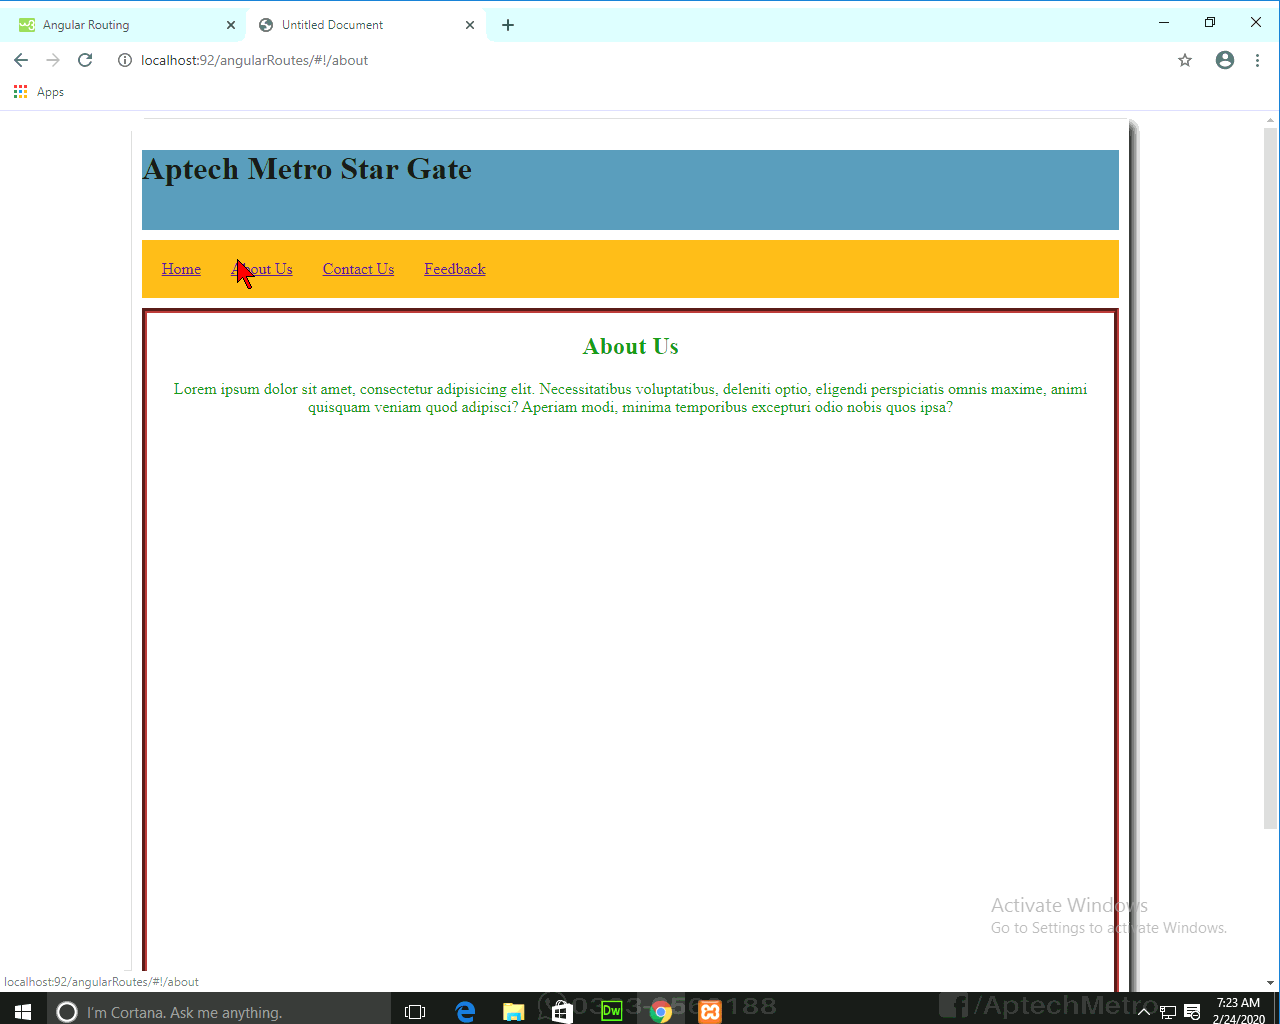 Angular Routing
Untitled Document
localhost:92/angularRoutes/#!/about
Apps
Aptech Metro Star Gate
Home About Us Contact Us Feedback
About Us
Lorem ipsum dolor sit amet, consectetur adipisicing elit. Necessitatibus voluptatibus, deleniti optio, eligendi perspiciatis omnis maxime, animi
quisquam veniam quod adipisci? Aperiam modi, minima temporibus excepturi odio nobis quos ipsa?
Activate Windows
Go to Settings to activate Windows.
localhost:92/angularRoutes/#!/about
I'm Cortana. Ask me anything.
Dw
/AptechMetro
7:23 AM
2/24/2020